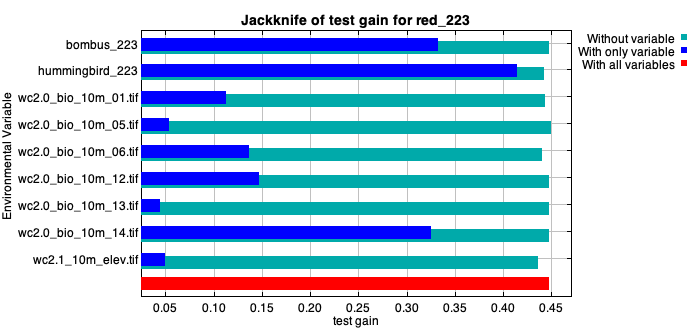 Jackknife of test gain for red_223
Without variable
With only variable
With all variables
Environmental Variable
bombus_223
hummingbird_223
wc2.0_bio_10m_01.tif
wc2.0_bio_10m_05.tif
wc2.0_bio_10m_06.tif
wc2.0_bio_10m_12.tif
wc2.0_bio_10m_13.tif
wc2.0_bio_10m_14.tif
wc2.1_10m_elev.tif
0.05 0.10 0.15 0.20 0.25 0.30 0.35 0.40 0.45
test gain